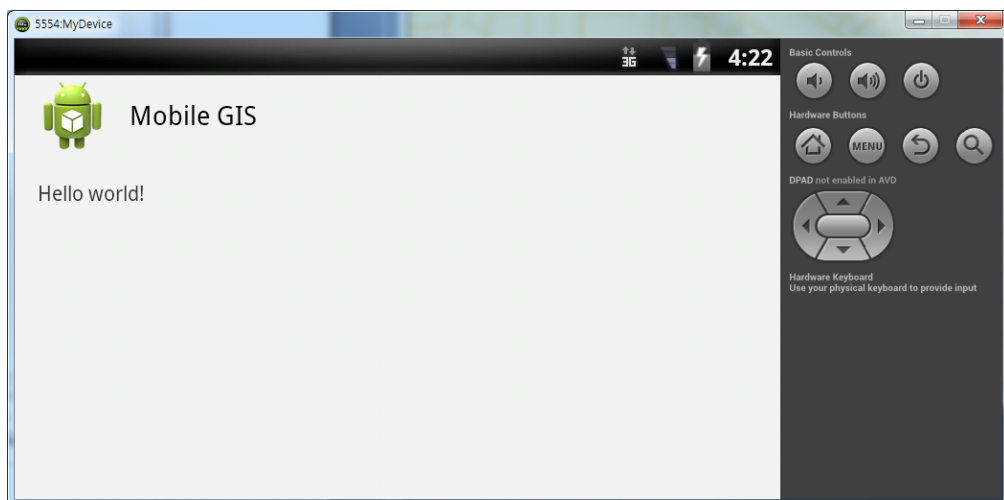 5554:MyDevice
3G
4:22
Mobile GIS
Hello world!
Basic Controls
Hardware Buttons
MENU
DPAD not enabled in AVD
Hardware Keyboard
Use your physical keyboard to provide input